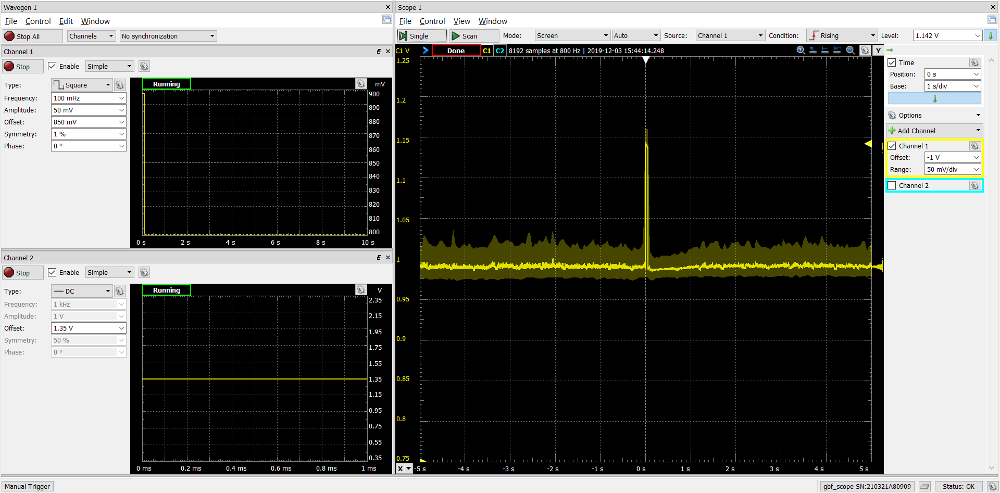 Wavegen 1
File Control Edit Window
Stop All Channels No synchronization
Channel 1
Stop Enable Simple
Type: Square
Frequency: 100 mHz
Amplitude: 50 mV
Offset: 850 mV
Symmetry: 1 %
Phase: 0 º
Running mV
900
890
880
870
860
850
840
830
820
810
800
0 s 2 s 4 s 6 s 8 s 10 s
Channel 2
Stop Enable Simple
Type: DC
Frequency: 1 kHz
Amplitude: 1 V
Offset: 1.35 V
Symmetry: 50 %
Phase: 0 º
Running V
2.35
2.15
1.95
1.75
1.55
1.35
1.15
0.95
0.75
0.55
0.35
0 ms 0.2 ms 0.4 ms 0.6 ms 0.8 ms 1 ms
Manual Trigger
Scope 1
File Control View Window
Single Scan Mode: Screen Auto Source: Channel 1 Condition: Rising Level: 1.142 V
C1 V Done C1 C2 8192 samples at 800 Hz | 2019-12-03 15:44:14.248 Y
1.25
1.2
1.15
1.1
1.05
1
0.95
0.9
0.85
0.8
0.75
X -5 s -4 s -3 s -2 s -1 s 0 s 1 s 2 s 3 s 4 s 5 s
Time
Position: 0 s
Base: 1 s/div
Options
Add Channel
Channel 1
Offset: -1 V
Range: 50 mV/div
Channel 2
gbf_scope SN:210321A80909 Status: OK